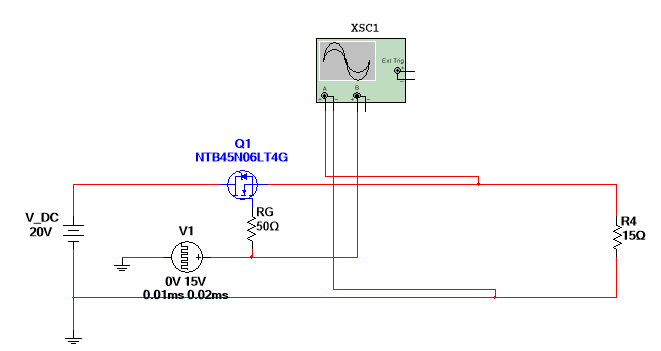 XSC1
Ext Trig
+
−
A
B
+ − + −
Q1
NTB45N06LT4G
V_DC
20V
RG
50Ω
V1
+
0V 15V
0.01ms 0.02ms
R4
15Ω